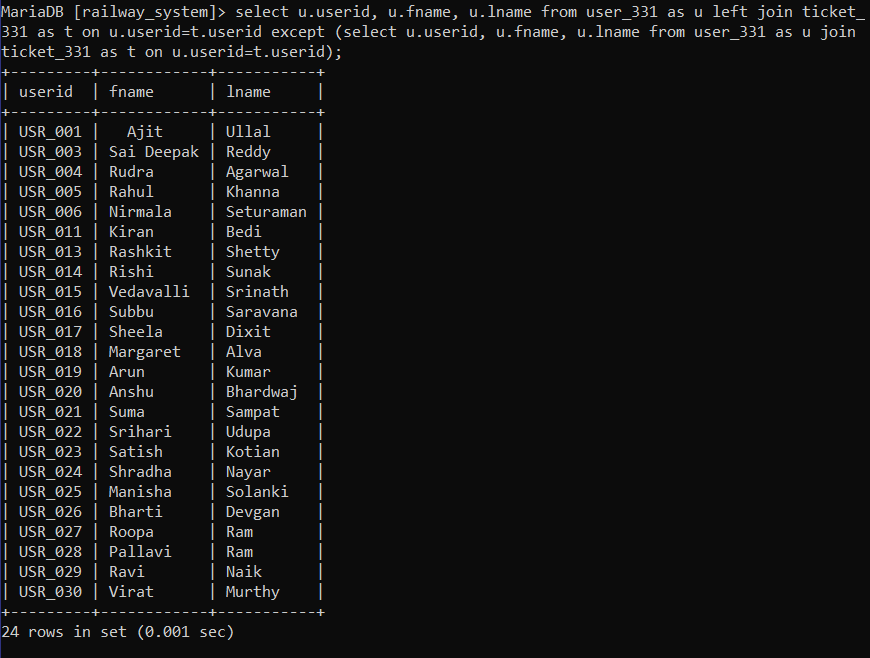 MariaDB [railway_system]> select u.userid, u.fname, u.lname from user_331 as u left join ticket_
331 as t on u.userid=t.userid except (select u.userid, u.fname, u.lname from user_331 as u join
ticket_331 as t on u.userid=t.userid);
+---------+------------+-----------+
| userid  | fname      | lname     |
+---------+------------+-----------+
| USR_001 |   Ajit     | Ullal     |
| USR_003 | Sai Deepak | Reddy     |
| USR_004 | Rudra      | Agarwal   |
| USR_005 | Rahul      | Khanna    |
| USR_006 | Nirmala    | Seturaman |
| USR_011 | Kiran      | Bedi      |
| USR_013 | Rashkit    | Shetty    |
| USR_014 | Rishi      | Sunak     |
| USR_015 | Vedavalli  | Srinath   |
| USR_016 | Subbu      | Saravana  |
| USR_017 | Sheela     | Dixit     |
| USR_018 | Margaret   | Alva      |
| USR_019 | Arun       | Kumar     |
| USR_020 | Anshu      | Bhardwaj  |
| USR_021 | Suma       | Sampat    |
| USR_022 | Srihari    | Udupa     |
| USR_023 | Satish     | Kotian    |
| USR_024 | Shradha    | Nayar     |
| USR_025 | Manisha    | Solanki   |
| USR_026 | Bharti     | Devgan    |
| USR_027 | Roopa      | Ram       |
| USR_028 | Pallavi    | Ram       |
| USR_029 | Ravi       | Naik      |
| USR_030 | Virat      | Murthy    |
+---------+------------+-----------+
24 rows in set (0.001 sec)